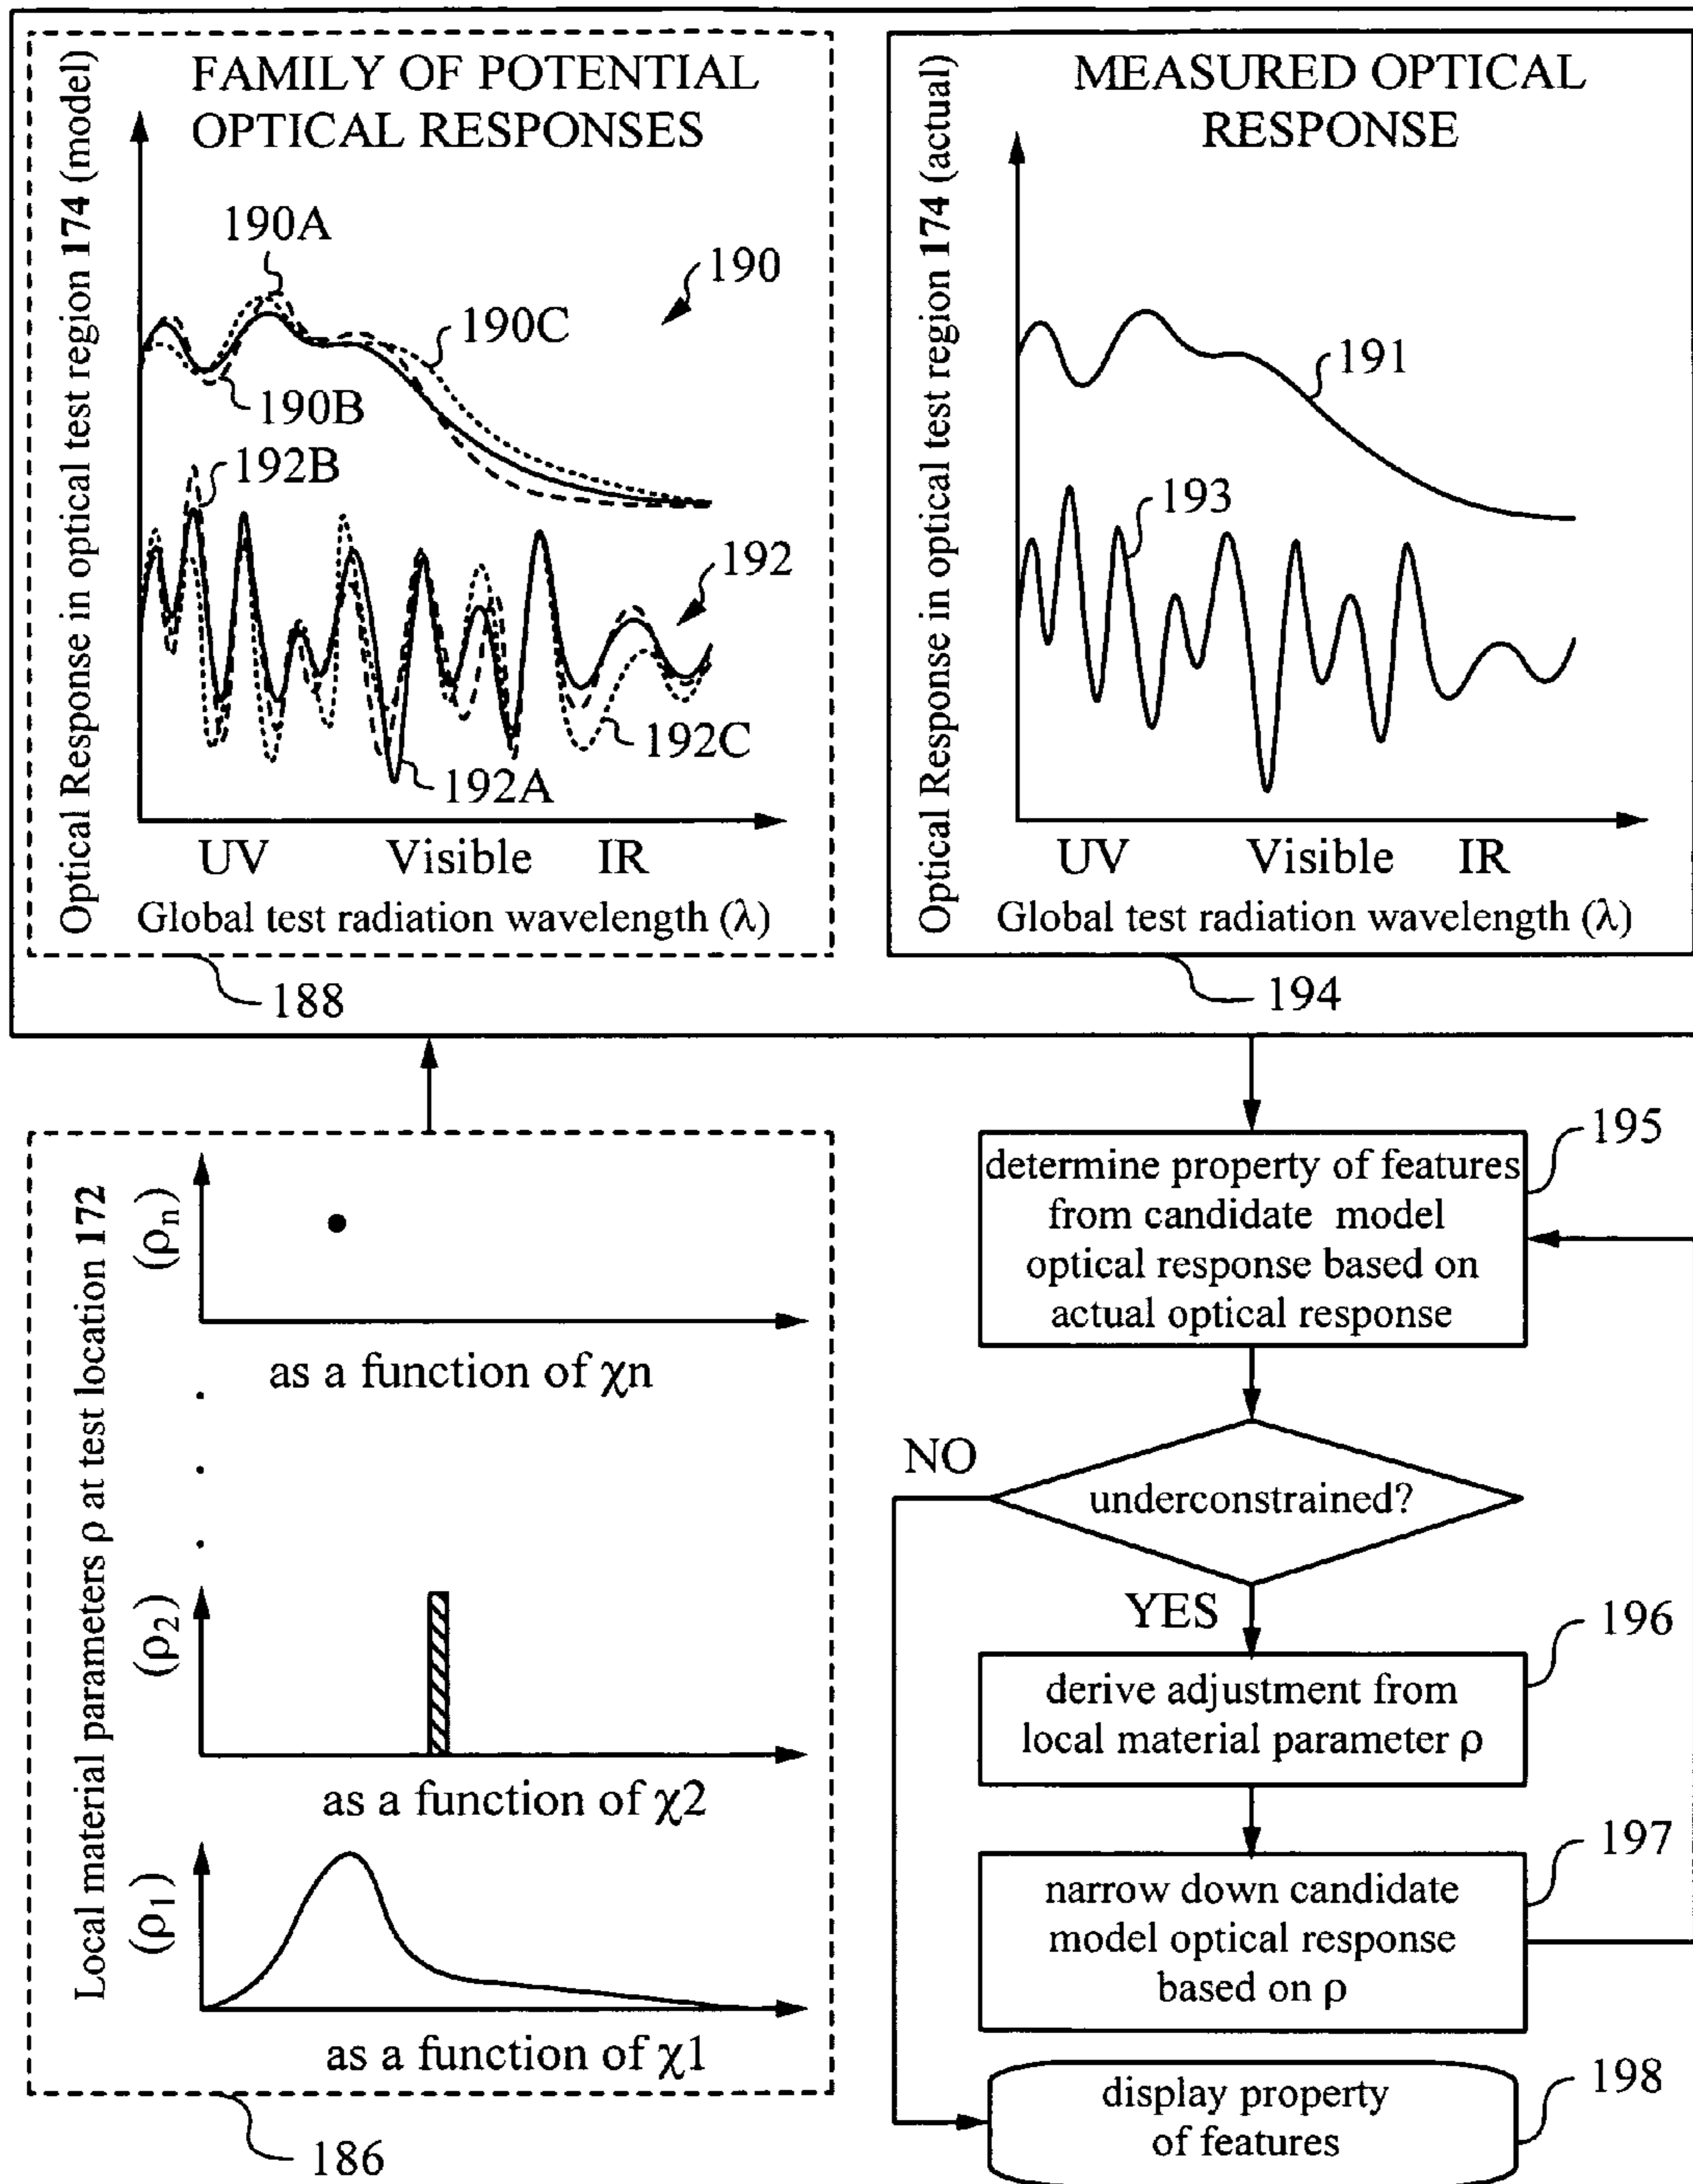 FAMILY OF POTENTIAL
OPTICAL RESPONSES
Optical Response in optical test region 174 (model)
190A
190
190C
190B
192B
192
192C
192A
UV Visible IR
Global test radiation wavelength (λ)
188
MEASURED OPTICAL
RESPONSE
Optical Response in optical test region 174 (actual)
191
193
UV Visible IR
Global test radiation wavelength (λ)
194
Local material parameters ρ at test location 172
(ρn)
as a function of χn
(ρ2)
as a function of χ2
(ρ1)
as a function of χ1
186
195
determine property of features
from candidate model
optical response based on
actual optical response
NO
underconstrained?
YES
196
derive adjustment from
local material parameter ρ
197
narrow down candidate
model optical response
based on ρ
198
display property
of features